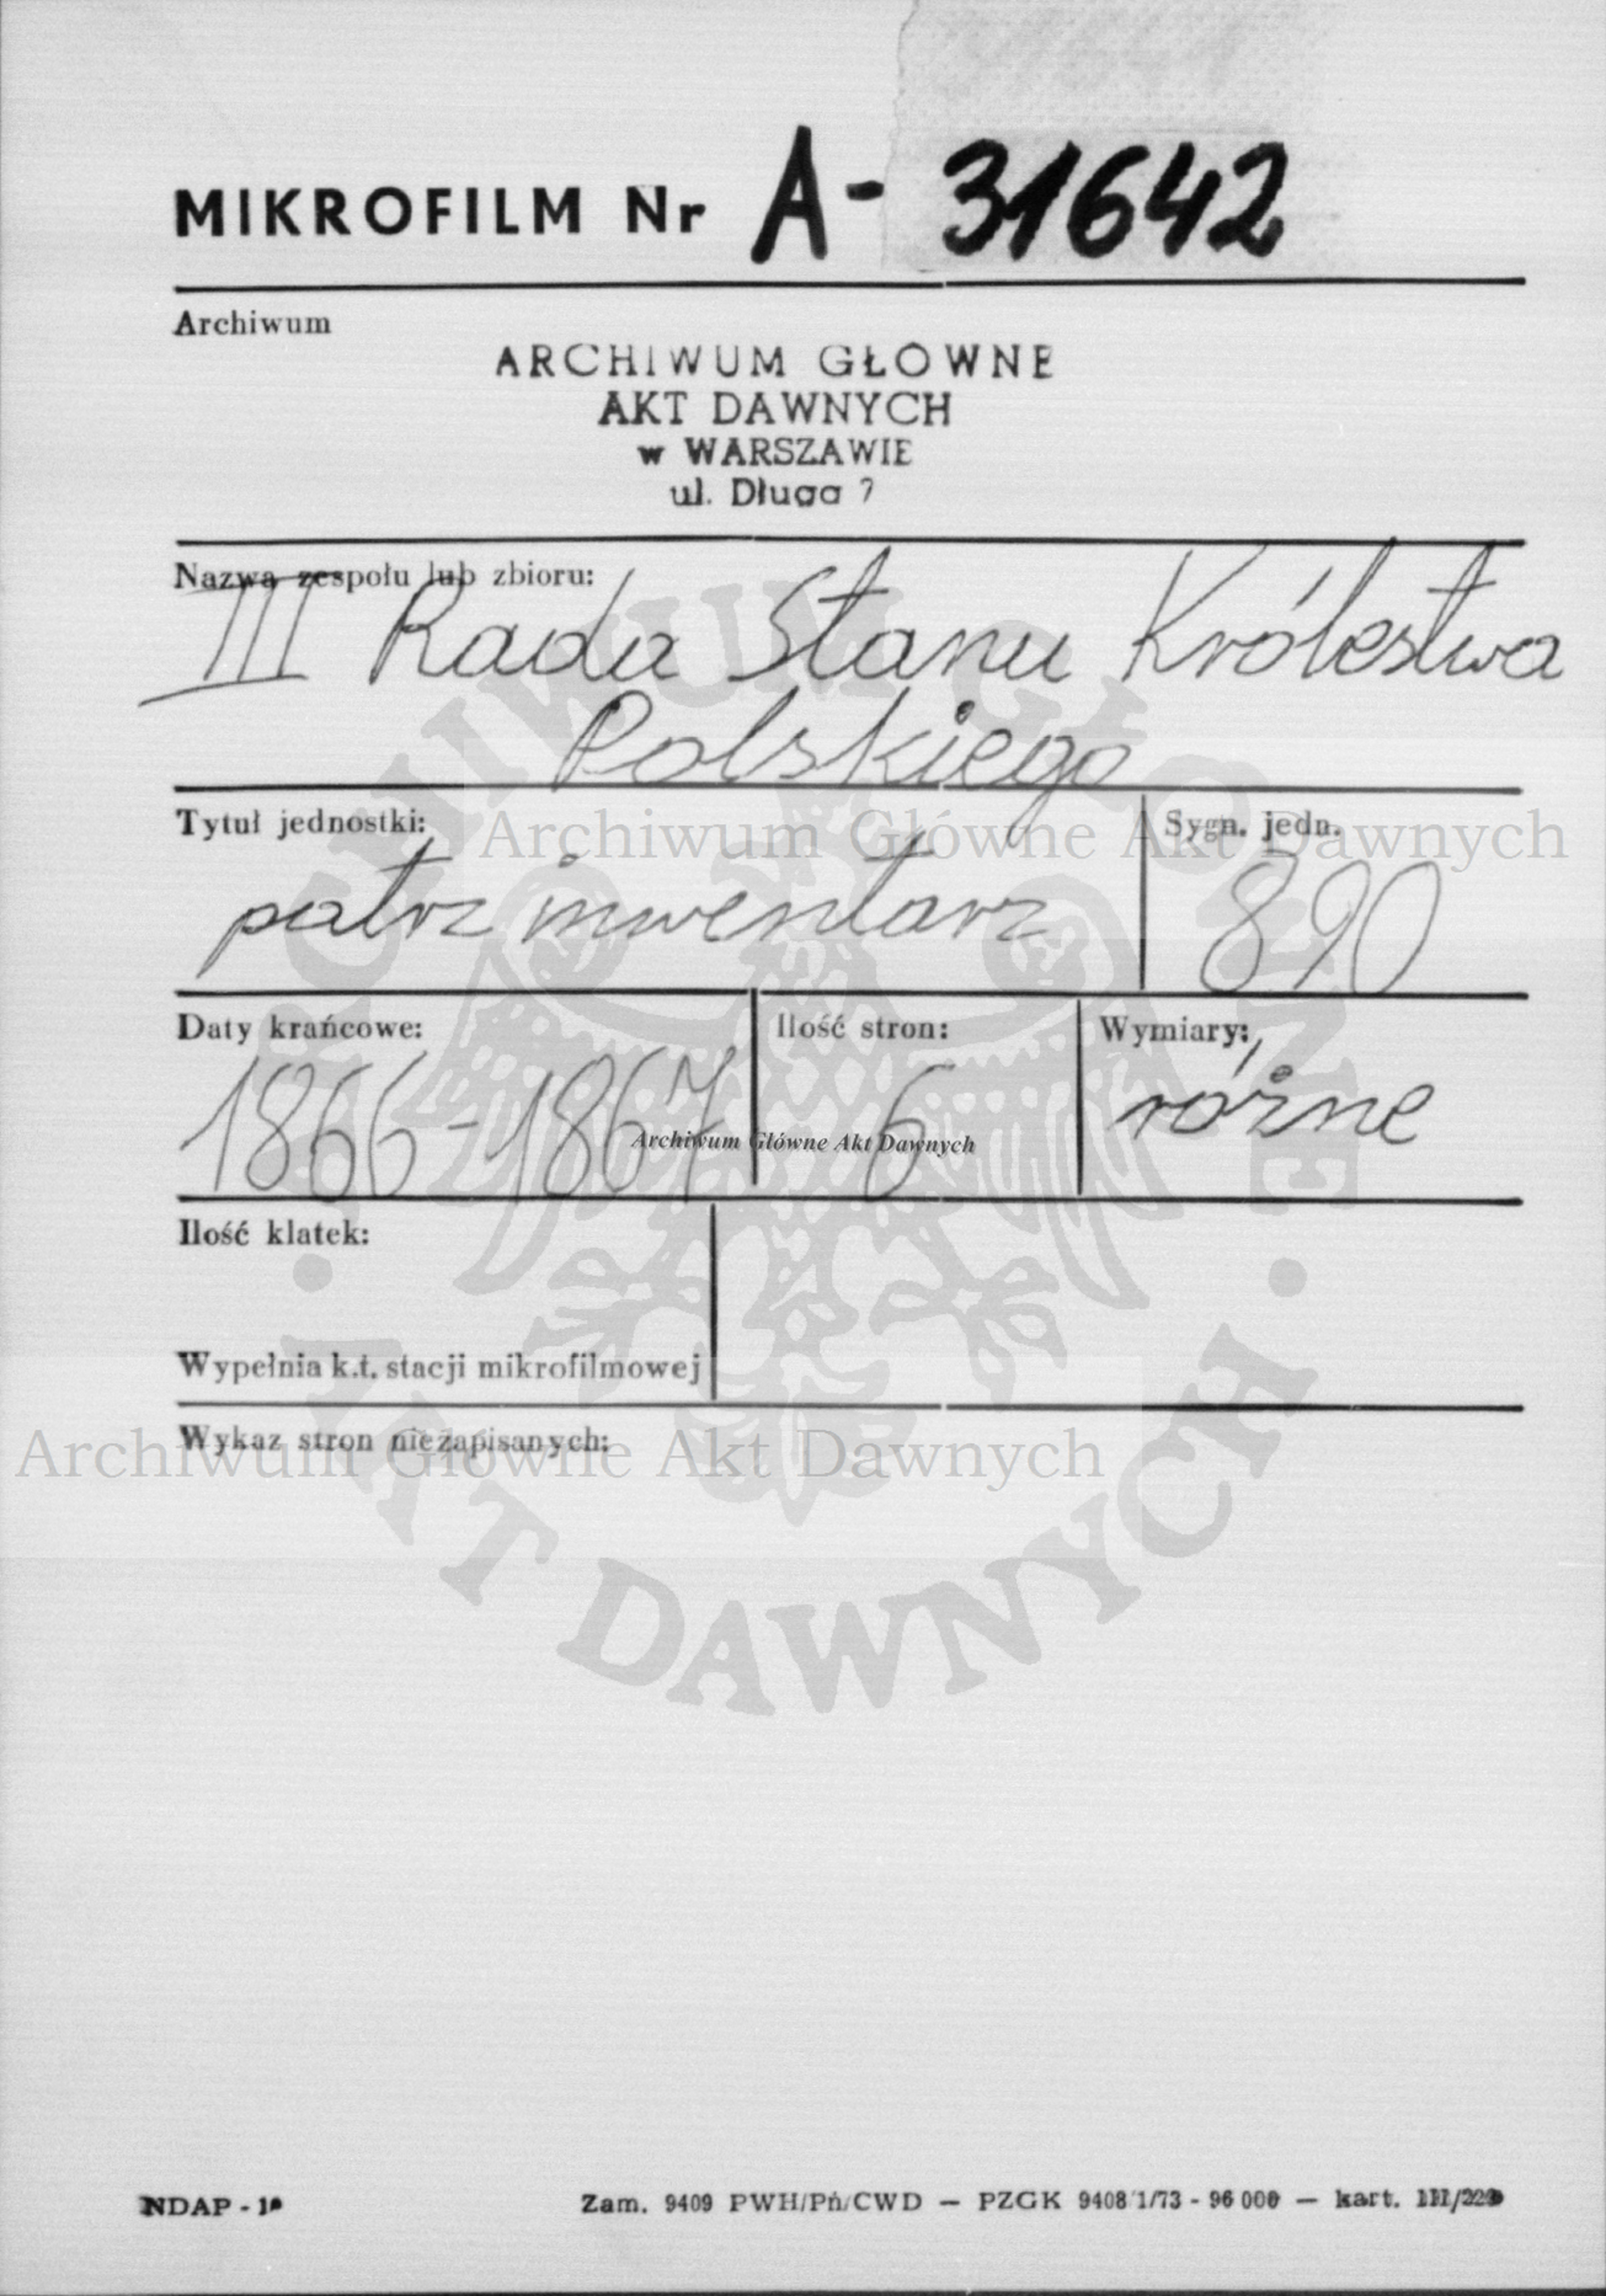 MIKROFILM Nr A-31642
Archiwum
ARCHIWUM GŁOWNE
AKT DAWNYCH
w WARSZAWIE
ul. Długa 7
Nazwa zespołu lub zbioru:
III Rada Stanu Królestwa
Polskiego
Tytuł jednostki:
Sygn. jedn.
Archiwum Główne Akt Dawnych
patrz inwentarz
890
Daty krańcowe:
Ilość stron:
Wymiary:
1866-1867
6
różne
Archiwum Główne Akt Dawnych
Ilość klatek:
Wypełnia k.t. stacji mikrofilmowej
Wykaz stron niezapisanych:
Archiwum Główne Akt Dawnych
ARCHIWUM GŁÓWNE
· AKT DAWNYCH ·
NDAP -
Zam. 9409 PWH/Pń/CWD — PZGK 9408/1/73 - 96 000 — kart.